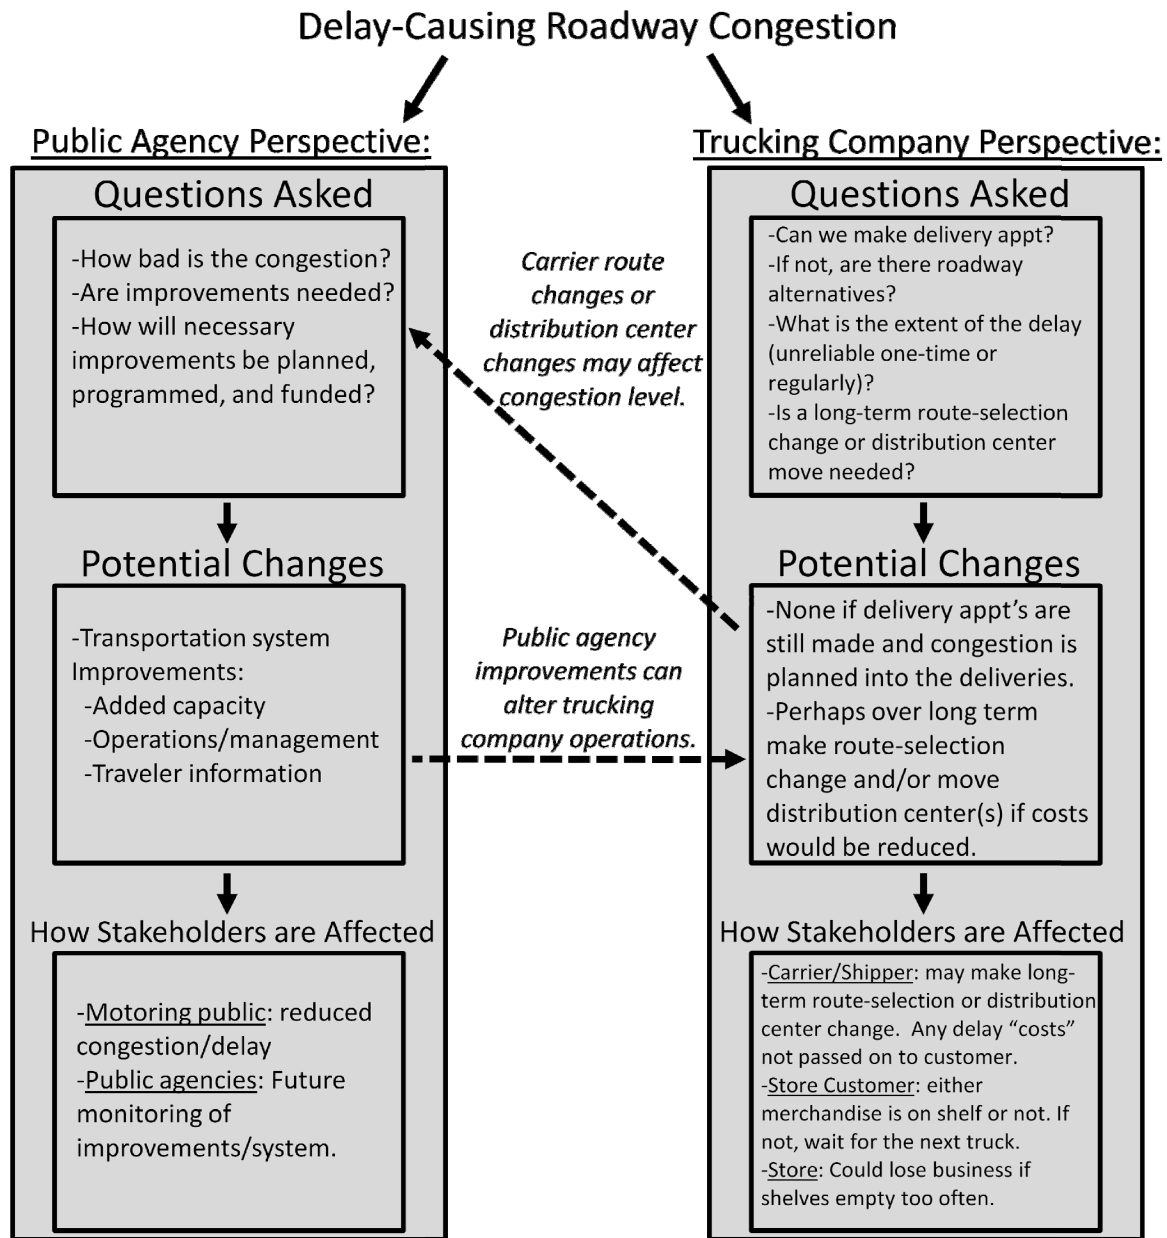 Delay-Causing Roadway Congestion
Public Agency Perspective:
Questions Asked
-How bad is the congestion?
-Are improvements needed?
-How will necessary
improvements be planned,
programmed, and funded?
Potential Changes
-Transportation system
Improvements:
-Added capacity
-Operations/management
-Traveler information
How Stakeholders are Affected
-Motoring public: reduced
congestion/delay
-Public agencies: Future
monitoring of
improvements/system.
Carrier route
changes or
distribution center
changes may affect
congestion level.
Public agency
improvements can
alter trucking
company operations.
Trucking Company Perspective:
Questions Asked
-Can we make delivery appt?
-If not, are there roadway
alternatives?
-What is the extent of the delay
(unreliable one-time or
regularly)?
-Is a long-term route-selection
change or distribution center
move needed?
Potential Changes
-None if delivery appt’s are
still made and congestion is
planned into the deliveries.
-Perhaps over long term
make route-selection
change and/or move
distribution center(s) if costs
would be reduced.
How Stakeholders are Affected
-Carrier/Shipper: may make long-
term route-selection or distribution
center change.  Any delay “costs”
not passed on to customer.
-Store Customer: either
merchandise is on shelf or not. If
not, wait for the next truck.
-Store: Could lose business if
shelves empty too often.